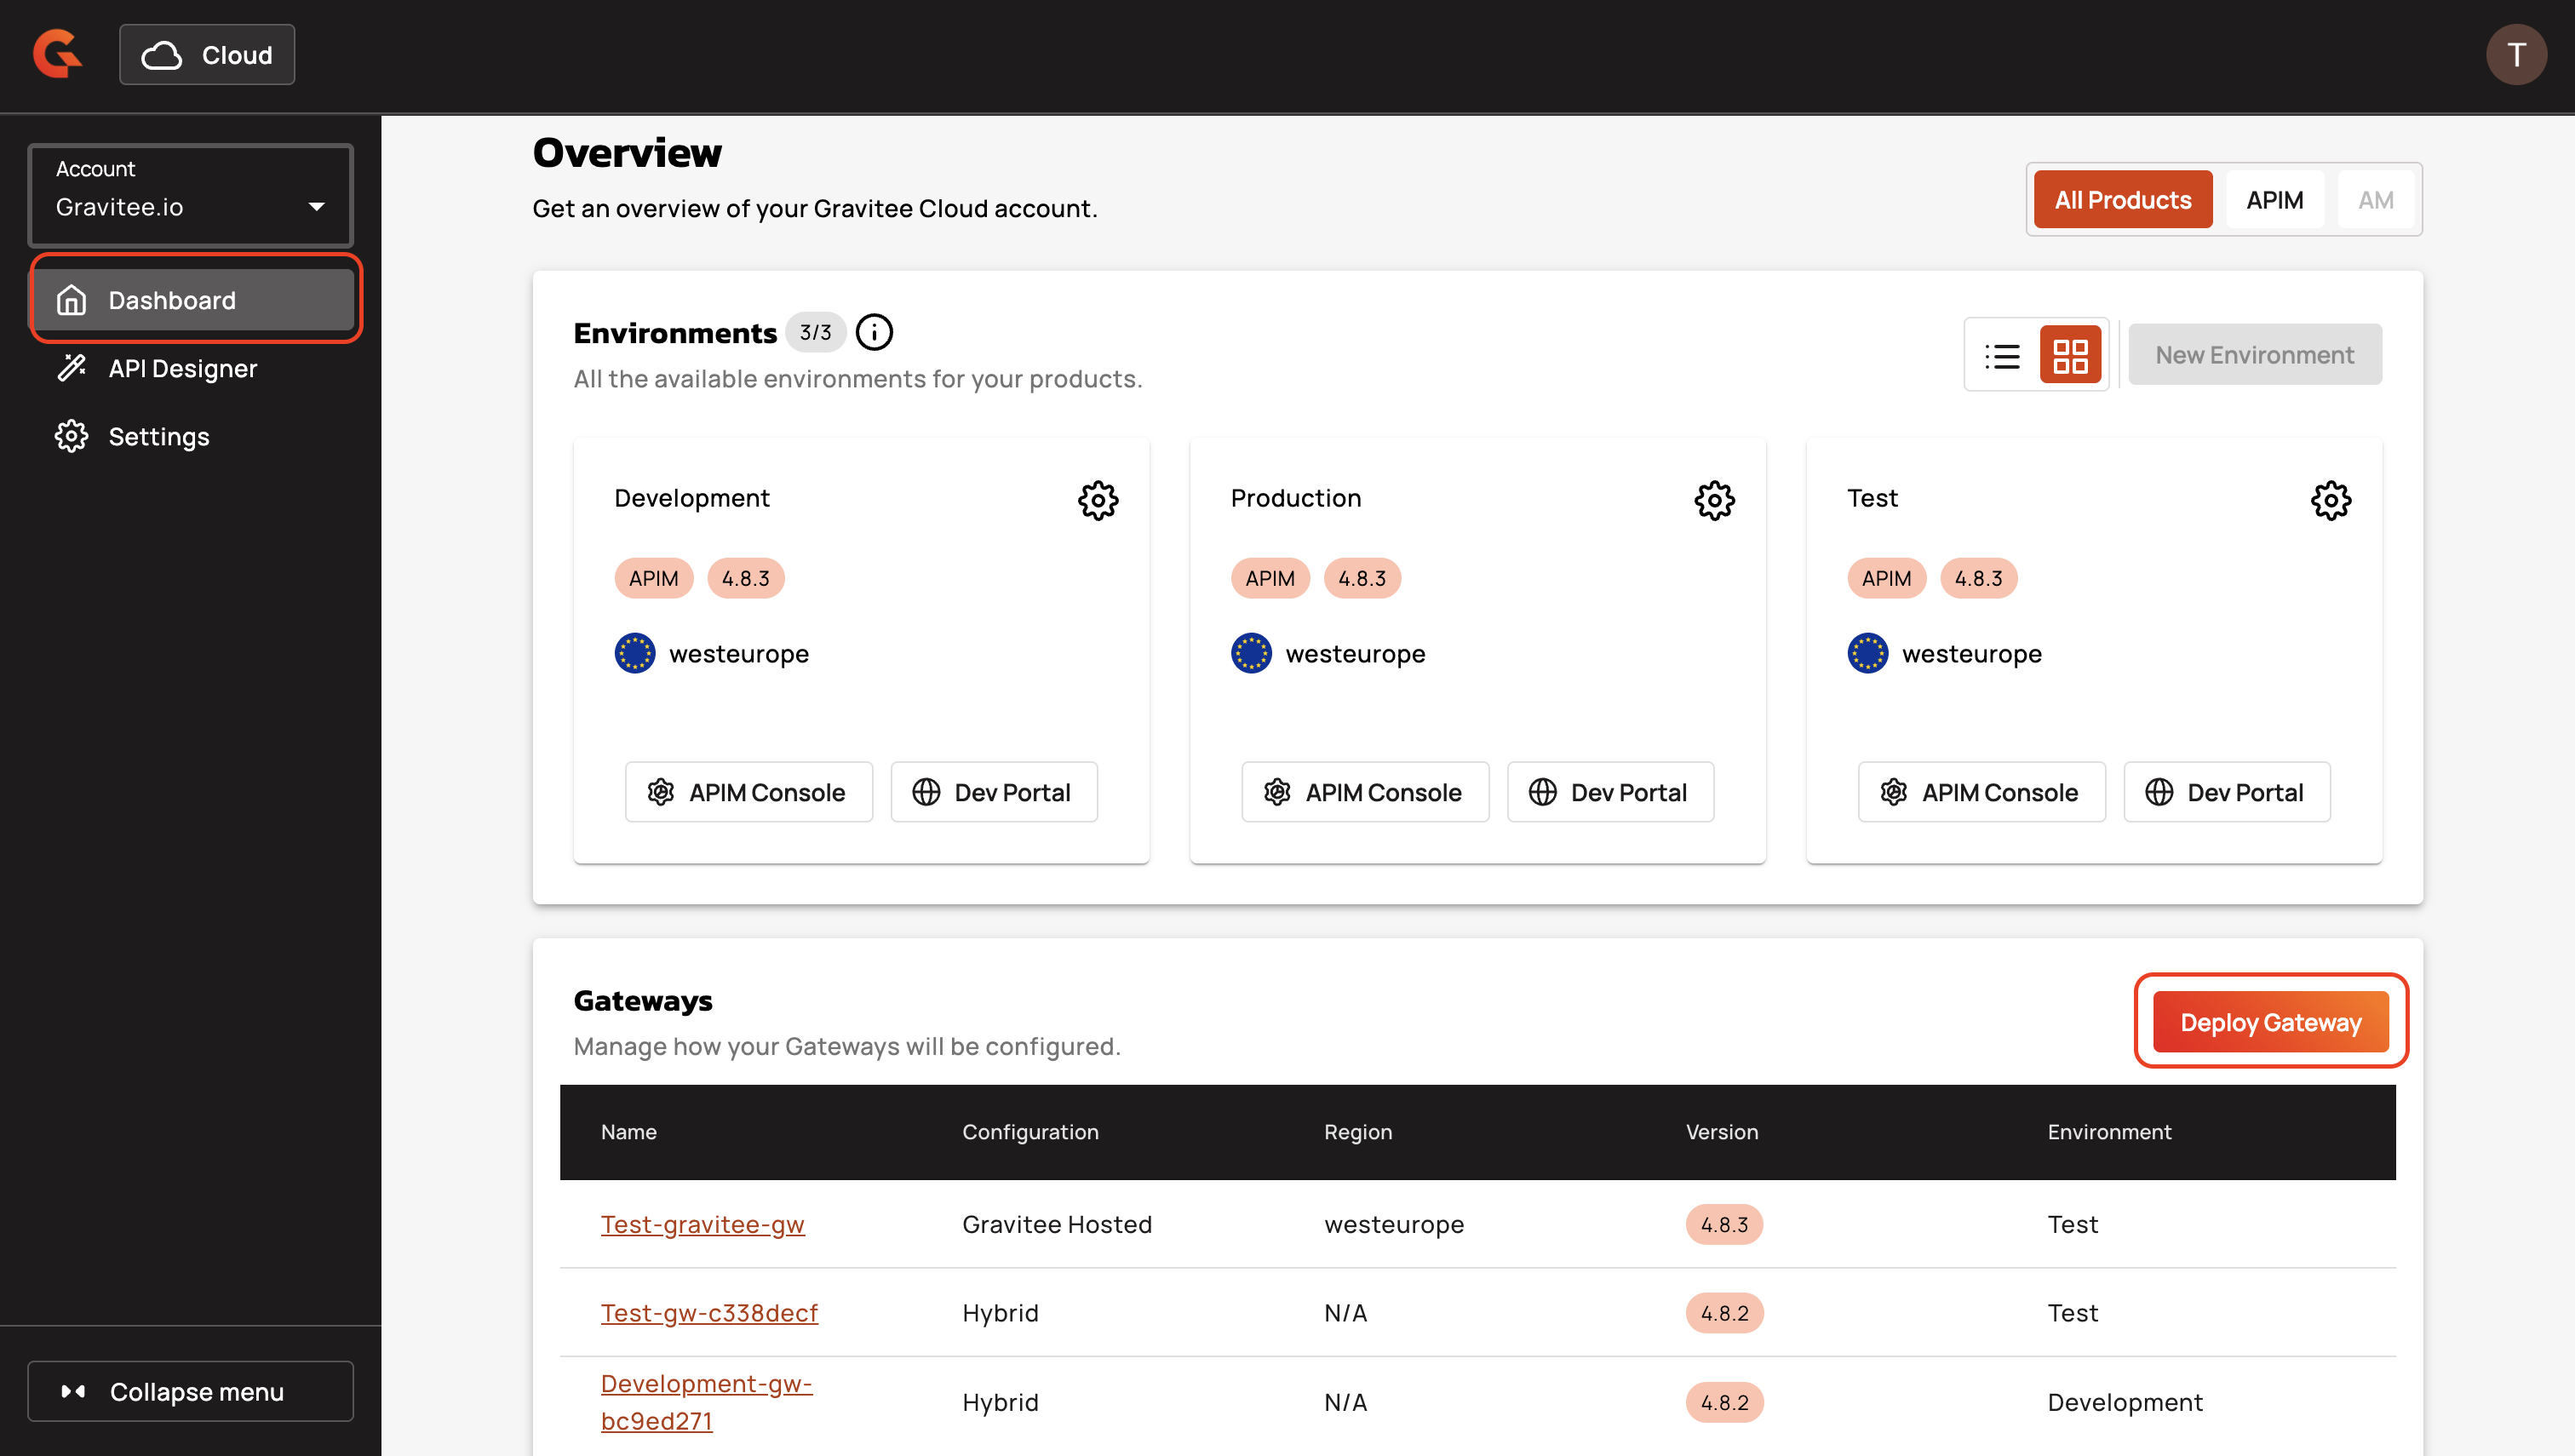 Cloud
T
Account
Gravitee.io
Dashboard
API Designer
Settings
Collapse menu
Overview
Get an overview of your Gravitee Cloud account.
All Products APIM AM
Environments 3/3
All the available environments for your products.
New Environment
Development
APIM 4.8.3
westeurope
APIM Console Dev Portal
Production
APIM 4.8.3
westeurope
APIM Console Dev Portal
Test
APIM 4.8.3
westeurope
APIM Console Dev Portal
Gateways
Manage how your Gateways will be configured.
Deploy Gateway
Name Configuration Region Version Environment
Test-gravitee-gw Gravitee Hosted westeurope 4.8.3 Test
Test-gw-c338decf Hybrid N/A 4.8.2 Test
Development-gw-
bc9ed271 Hybrid N/A 4.8.2 Development